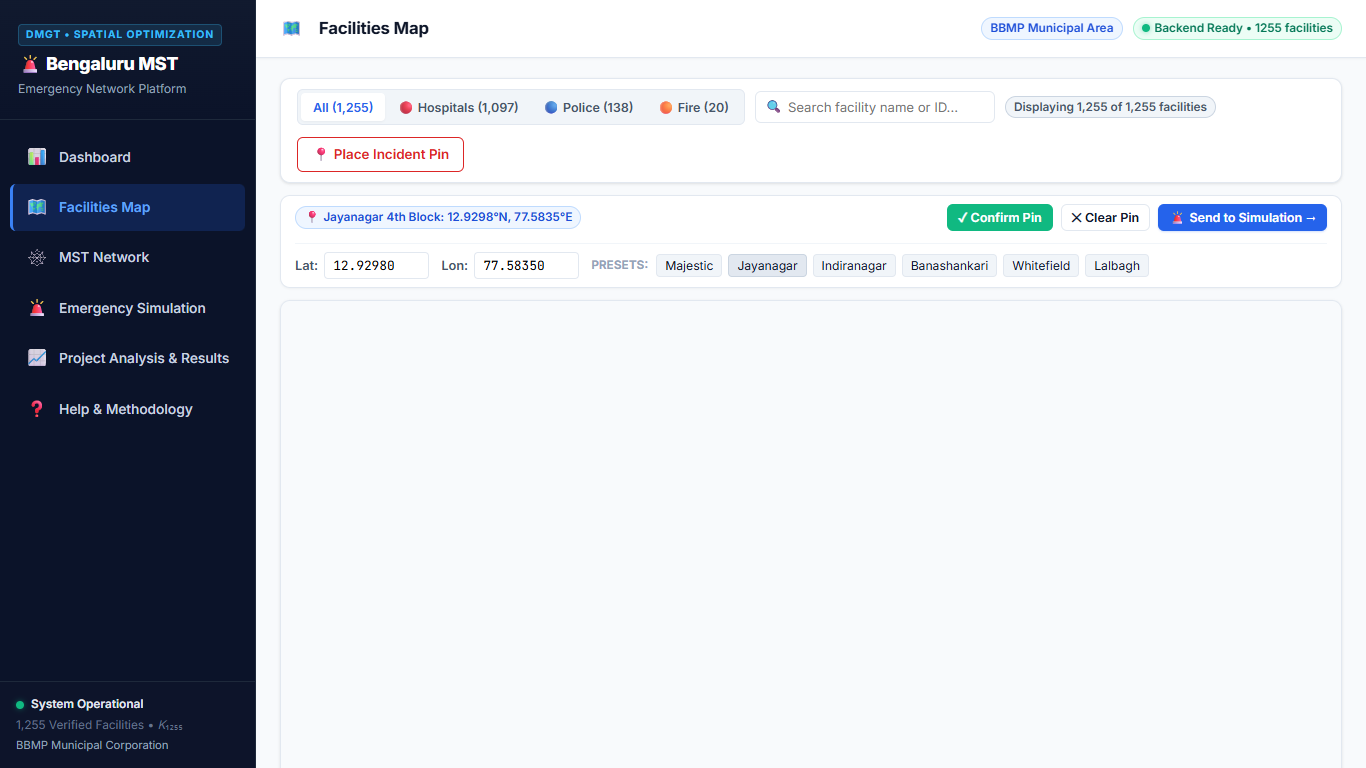 DMGT • SPATIAL OPTIMIZATION
Bengaluru MST
Emergency Network Platform
Dashboard
Facilities Map
MST Network
Emergency Simulation
Project Analysis & Results
Help & Methodology
System Operational
1,255 Verified Facilities • K₁₂₅₅
BBMP Municipal Corporation
Facilities Map
BBMP Municipal Area
Backend Ready • 1255 facilities
All (1,255)
Hospitals (1,097)
Police (138)
Fire (20)
Search facility name or ID...
Displaying 1,255 of 1,255 facilities
Place Incident Pin
Jayanagar 4th Block: 12.9298°N, 77.5835°E
✓ Confirm Pin
✕ Clear Pin
Send to Simulation →
Lat: 12.92980
Lon: 77.58350
PRESETS: Majestic Jayanagar Indiranagar Banashankari Whitefield Lalbagh